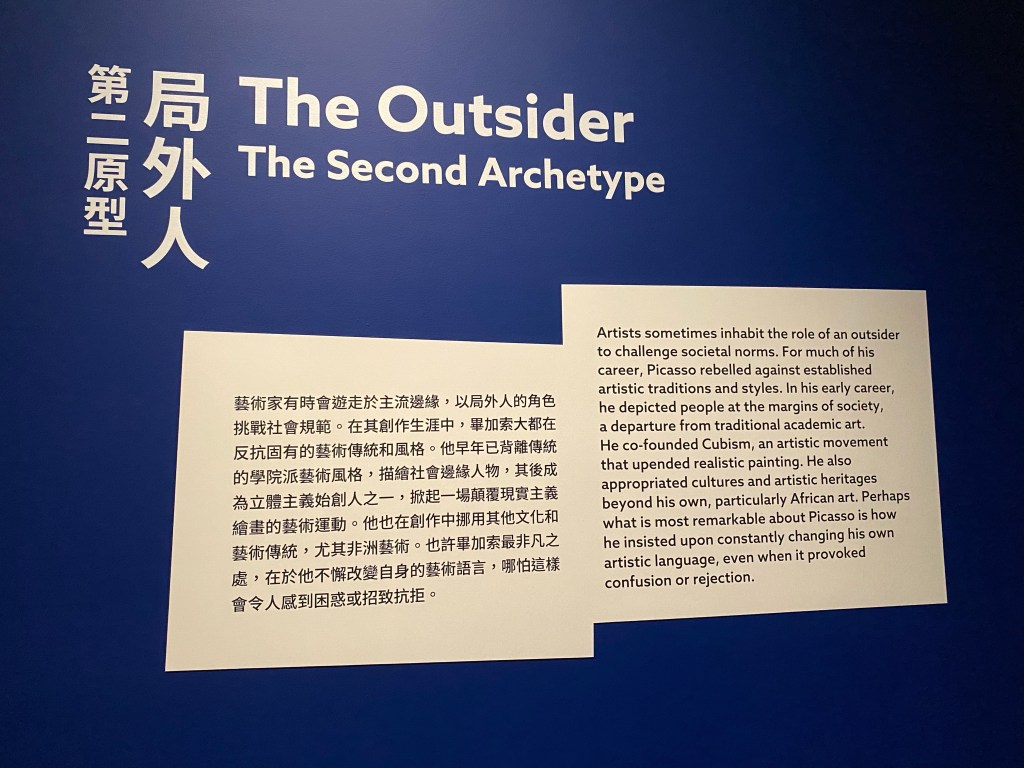 局外人
第二原型
The Outsider
The Second Archetype
藝術家有時會遊走於主流邊緣，以局外人的角色
挑戰社會規範。在其創作生涯中，畢加索大都在
反抗固有的藝術傳統和風格。他早年已背離傳統
的學院派藝術風格，描繪社會邊緣人物，其後成
為立體主義始創人之一，掀起一場顛覆現實主義
繪畫的藝術運動。他也在創作中挪用其他文化和
藝術傳統，尤其非洲藝術。也許畢加索最非凡之
處，在於他不懈改變自身的藝術語言，哪怕這樣
會令人感到困惑或招致抗拒。
Artists sometimes inhabit the role of an outsider
to challenge societal norms. For much of his
career, Picasso rebelled against established
artistic traditions and styles. In his early career,
he depicted people at the margins of society,
a departure from traditional academic art.
He co-founded Cubism, an artistic movement
that upended realistic painting. He also
appropriated cultures and artistic heritages
beyond his own, particularly African art. Perhaps
what is most remarkable about Picasso is how
he insisted upon constantly changing his own
artistic language, even when it provoked
confusion or rejection.